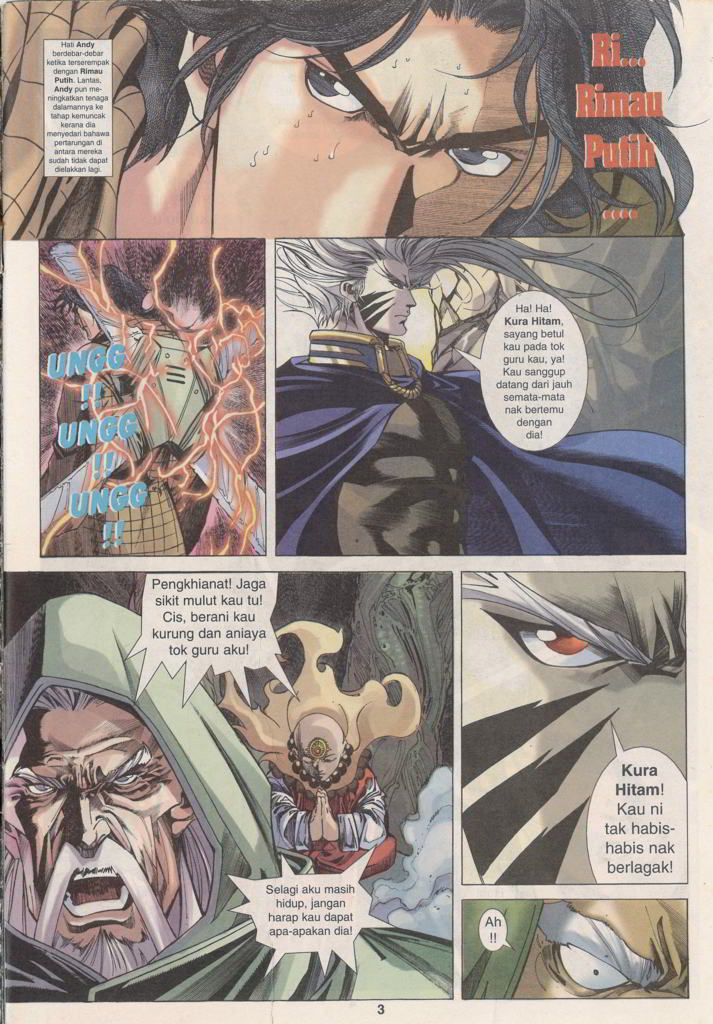 3
Hati Andy
berdebar-debar
ketika terserempak
dengan Rimau
Putih. Lantas,
Andy pun me-
ningkatkan tenaga
dalamannya ke
tahap kemuncak
kerana dia
menyedari bahawa
pertarungan di
antara mereka
sudah tidak dapat
dielakkan lagi.
Ri...
Rimau
Putih
....
UNGG
!!
UNGG
!!
UNGG
!!
Ha! Ha!
Kura Hitam,
sayang betul
kau pada tok
guru kau, ya!
Kau sanggup
datang dari jauh
semata-mata
nak bertemu
dengan
dia!
Pengkhianat! Jaga
sikit mulut kau tu!
Cis, berani kau
kurung dan aniaya
tok guru aku!
Selagi aku masih
hidup, jangan
harap kau dapat
apa-apakan dia!
Kura
Hitam!
Kau ni
tak habis-
habis nak
berlagak!
Ah
!!
3